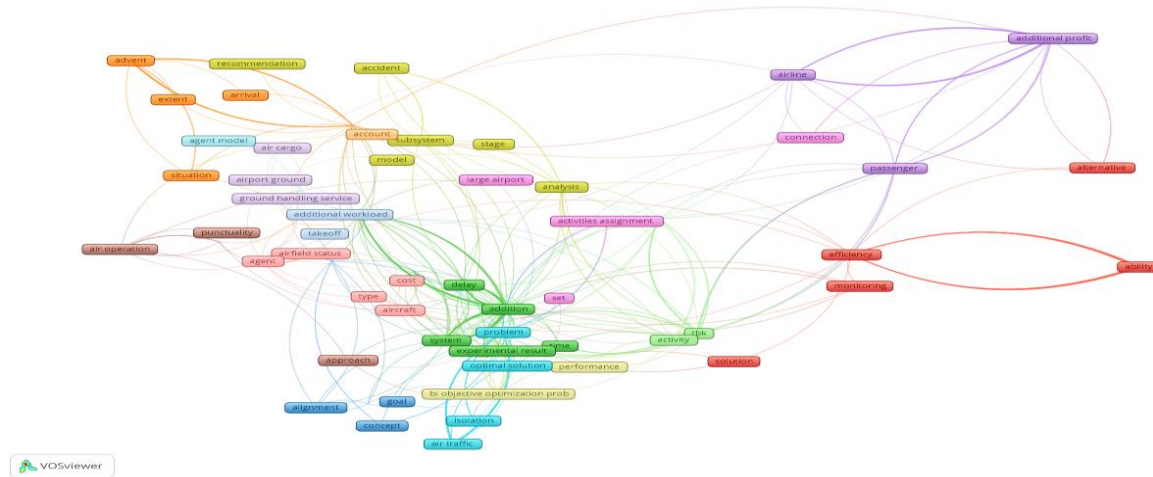 additional profit
advent
recommendation
accident
airline
extent
arrival
account
connection
agent model
subsystem
stage
air cargo
model
passenger
alternative
situation
airport ground
large airport
analysis
ground handling service
additional workload
activities assignment
punctuality
takeoff
air operation
airfield status
efficiency
agent
ability
cost
delay
monitoring
type
set
aircraft
addition
problem
system
activity
experimental result
time
approach
optimal solution
performance
solution
bi objective optimization prob
alignment
goal
concept
isolation
air traffic
VOSviewer